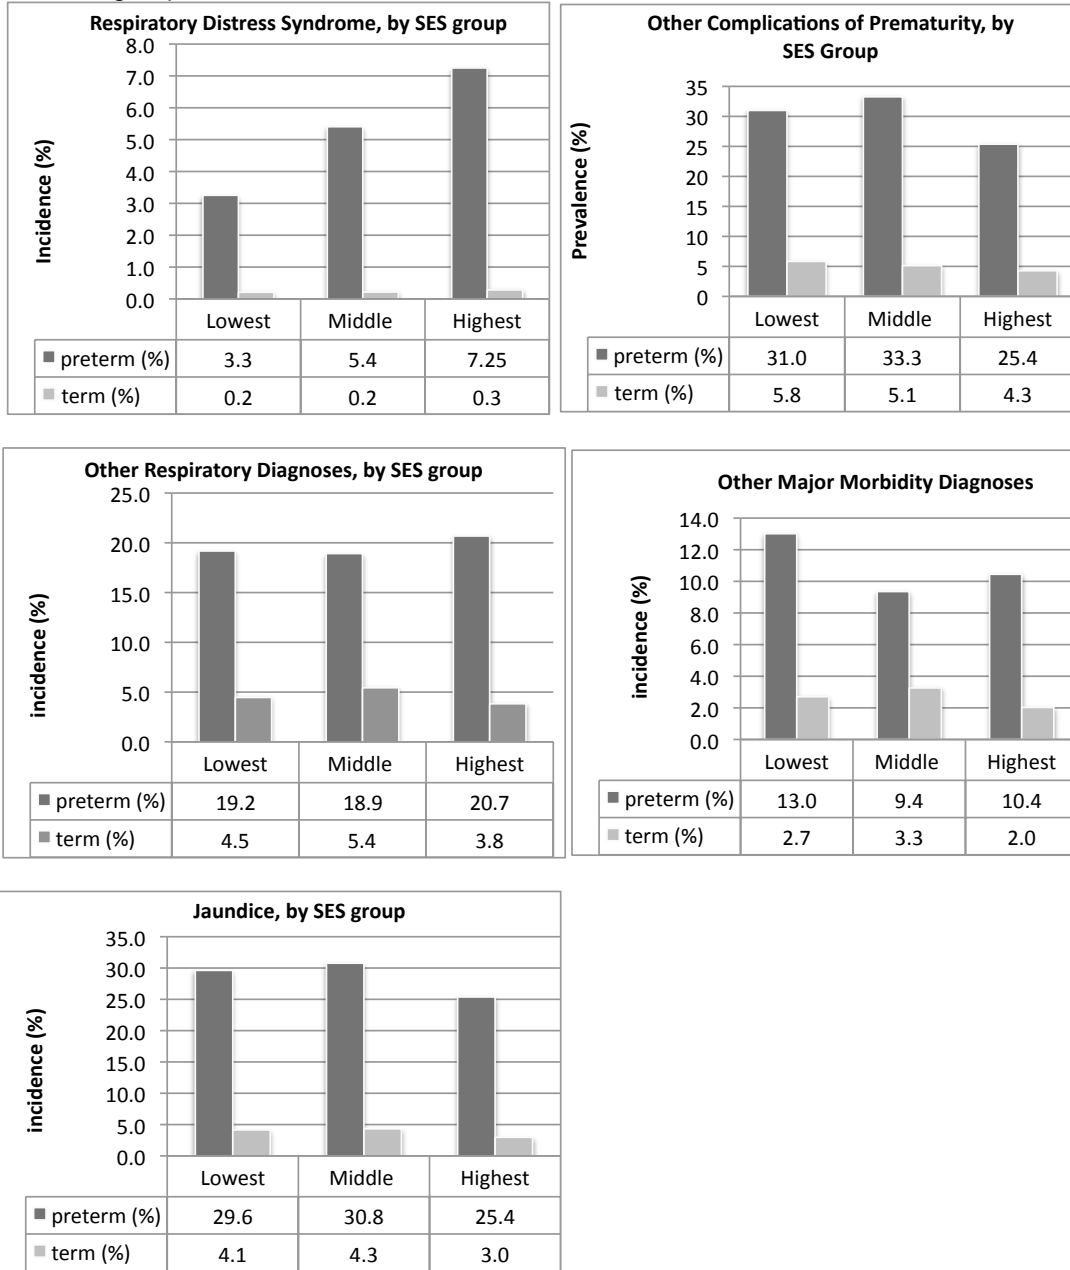 Respiratory Distress Syndrome, by SES group
8.0
7.0
6.0
5.0
4.0
3.0
2.0
1.0
0.0
Incidence (%)
Lowest Middle Highest
preterm (%) 3.3 5.4 7.25
term (%) 0.2 0.2 0.3
Other Complications of Prematurity, by
SES Group
35
30
25
20
15
10
5
0
Prevalence (%)
Lowest Middle Highest
preterm (%) 31.0 33.3 25.4
term (%) 5.8 5.1 4.3
Other Respiratory Diagnoses, by SES group
25.0
20.0
15.0
10.0
5.0
0.0
incidence (%)
Lowest Middle Highest
preterm (%) 19.2 18.9 20.7
term (%) 4.5 5.4 3.8
Other Major Morbidity Diagnoses
14.0
12.0
10.0
8.0
6.0
4.0
2.0
0.0
incidence (%)
Lowest Middle Highest
preterm (%) 13.0 9.4 10.4
term (%) 2.7 3.3 2.0
Jaundice, by SES group
35.0
30.0
25.0
20.0
15.0
10.0
5.0
0.0
incidence (%)
Lowest Middle Highest
preterm (%) 29.6 30.8 25.4
term (%) 4.1 4.3 3.0